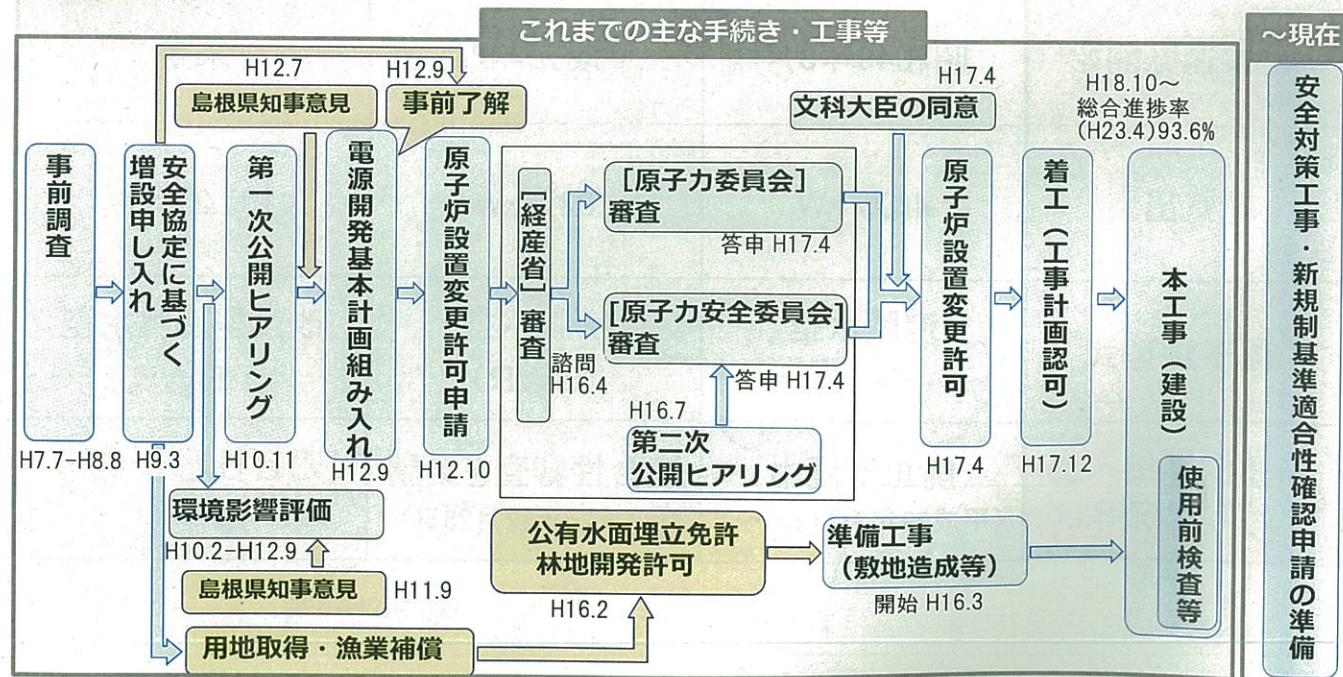 これまでの主な手続き・工事等
～現在
H12.7
島根県知事意見
H12.9
事前了解
H17.4
文科大臣の同意
H18.10～
総合進捗率
(H23.4)93.6%
事前調査
H7.7-H8.8
安全協定に基づく
増設申し入れ
H9.3
第一次公開ヒアリング
H10.11
電源開発基本計画組み入れ
H12.9
原子炉設置変更許可申請
H12.10
[経産省]審査
諮問
H16.4
[原子力委員会]
審査
答申 H17.4
[原子力安全委員会]
審査
答申 H17.4
H16.7
第二次
公開ヒアリング
原子炉設置変更許可
H17.4
着工（工事計画認可）
H17.12
本工事（建設）
使用前検査等
環境影響評価
H10.2-H12.9
島根県知事意見
H11.9
用地取得・漁業補償
公有水面埋立免許
林地開発許可
H16.2
準備工事
（敷地造成等）
開始 H16.3
安全対策工事・新規制基準適合性確認申請の準備